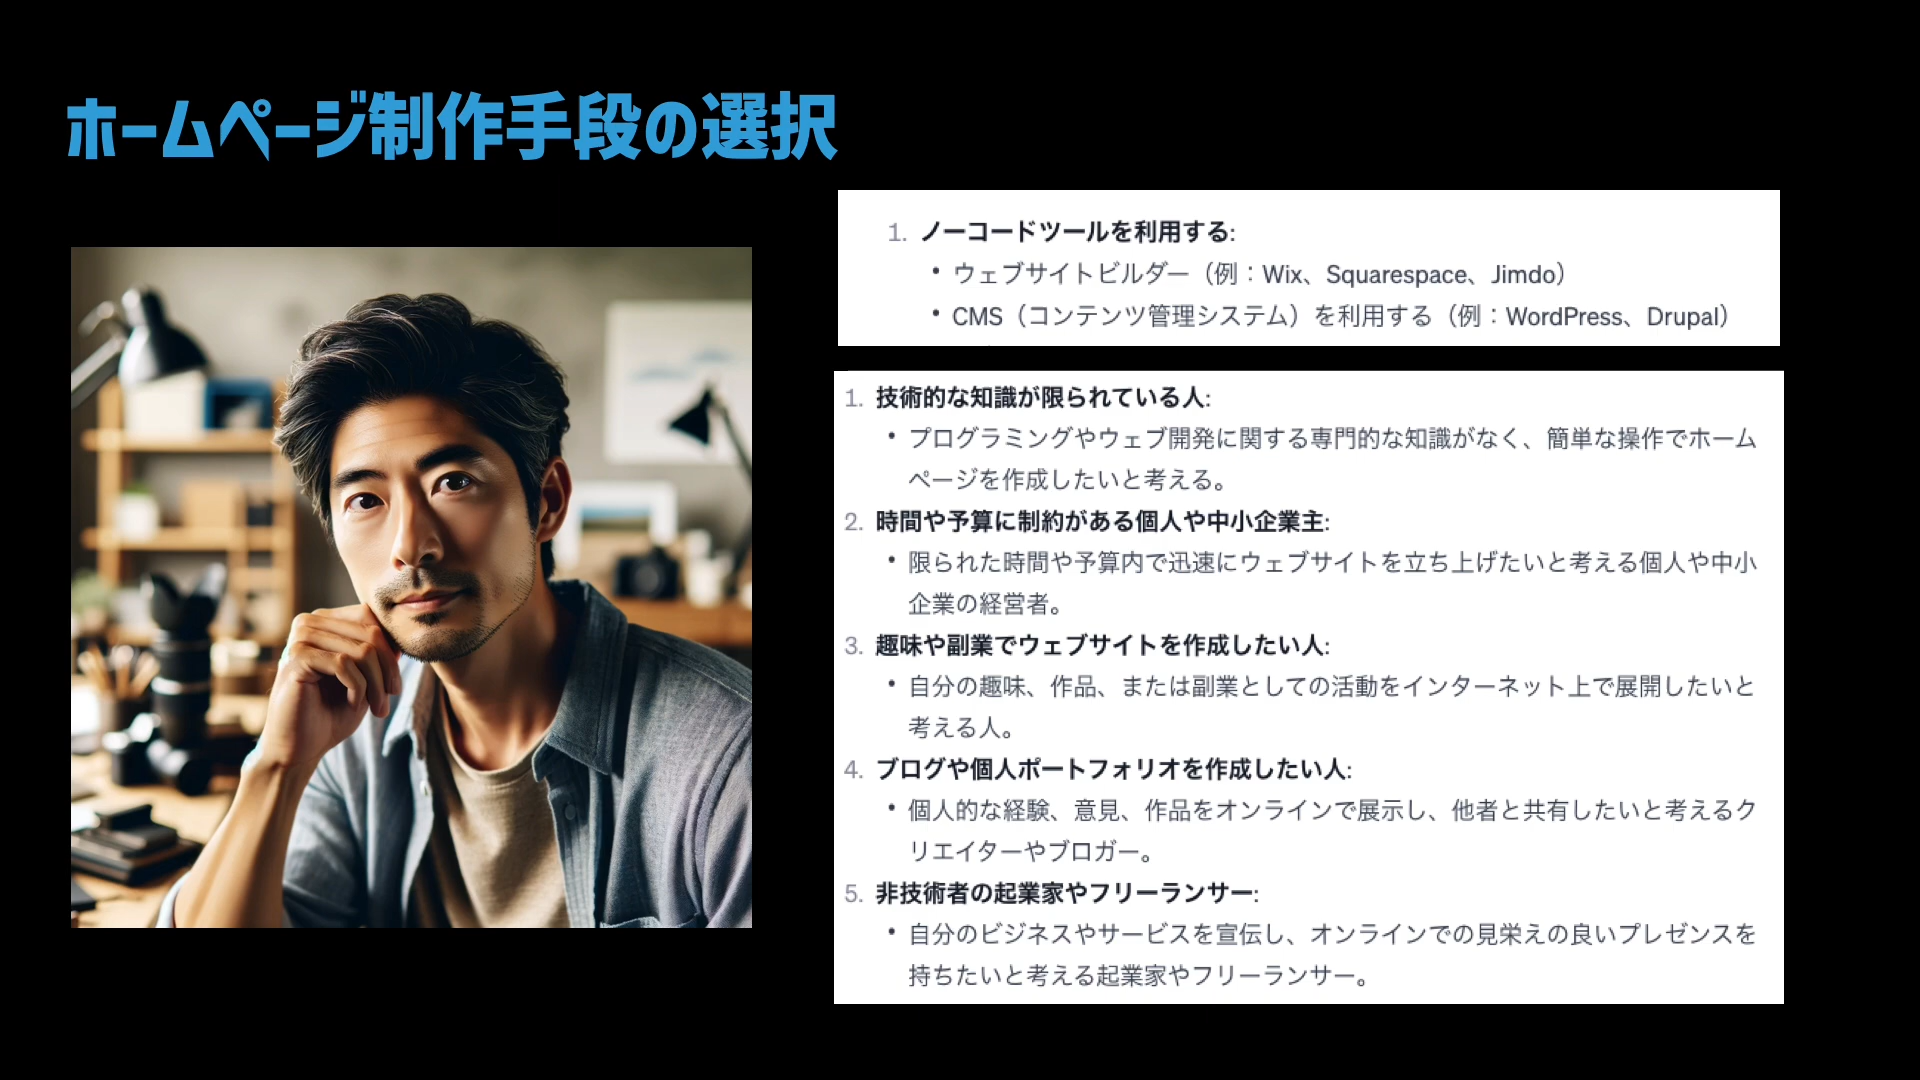 ホームページ制作手段の選択
1. ノーコードツールを利用する:
• ウェブサイトビルダー（例：Wix、Squarespace、Jimdo）
• CMS（コンテンツ管理システム）を利用する（例：WordPress、Drupal）
1. 技術的な知識が限られている人:
• プログラミングやウェブ開発に関する専門的な知識がなく、簡単な操作でホーム
ページを作成したいと考える。
2. 時間や予算に制約がある個人や中小企業主:
• 限られた時間や予算内で迅速にウェブサイトを立ち上げたいと考える個人や中小
企業の経営者。
3. 趣味や副業でウェブサイトを作成したい人:
• 自分の趣味、作品、または副業としての活動をインターネット上で展開したいと
考える人。
4. ブログや個人ポートフォリオを作成したい人:
• 個人的な経験、意見、作品をオンラインで展示し、他者と共有したいと考えるク
リエイターやブロガー。
5. 非技術者の起業家やフリーランサー:
• 自分のビジネスやサービスを宣伝し、オンラインでの見栄えの良いプレゼンスを
持ちたいと考える起業家やフリーランサー。